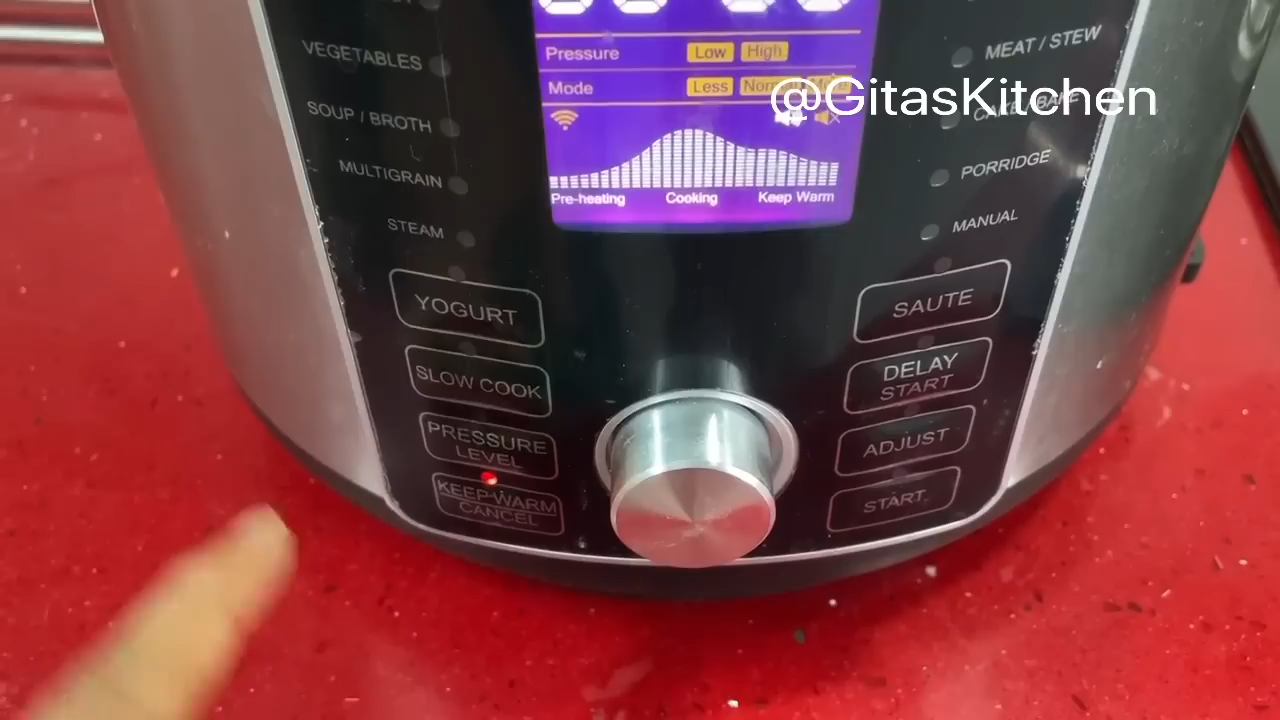 VEGETABLES
SOUP / BROTH
MULTIGRAIN
STEAM
YOGURT
SLOW COOK
PRESSURE
LEVEL
KEEP WARM
CANCEL
Pressure Low High
Mode Less
Pre-heating Cooking Keep Warm
@GitasKitchen
MEAT / STEW
PORRIDGE
MANUAL
SAUTE
DELAY
START
ADJUST
START